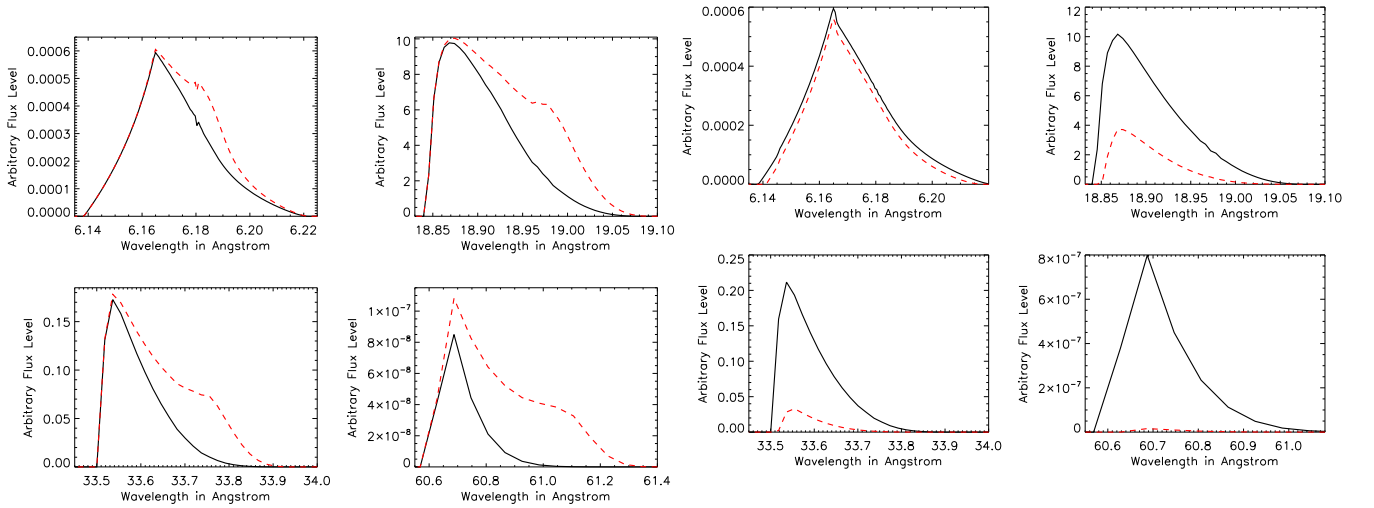 0.0006
0.0005
0.0004
0.0003
0.0002
0.0001
0.0000
Arbitrary Flux Level
6.14 6.16 6.18 6.20 6.22
Wavelength in Angstrom
10
8
6
4
2
0
Arbitrary Flux Level
18.85 18.90 18.95 19.00 19.05 19.10
Wavelength in Angstrom
0.0006
0.0004
0.0002
0.0000
Arbitrary Flux Level
6.14 6.16 6.18 6.20
Wavelength in Angstrom
12
10
8
6
4
2
0
Arbitrary Flux Level
18.85 18.90 18.95 19.00 19.05 19.10
Wavelength in Angstrom
0.15
0.10
0.05
0.00
Arbitrary Flux Level
33.5 33.6 33.7 33.8 33.9 34.0
Wavelength in Angstrom
1×10⁻⁷
8×10⁻⁸
6×10⁻⁸
4×10⁻⁸
2×10⁻⁸
0
Arbitrary Flux Level
60.6 60.8 61.0 61.2 61.4
Wavelength in Angstrom
0.25
0.20
0.15
0.10
0.05
0.00
Arbitrary Flux Level
33.5 33.6 33.7 33.8 33.9 34.0
Wavelength in Angstrom
8×10⁻⁷
6×10⁻⁷
4×10⁻⁷
2×10⁻⁷
0
Arbitrary Flux Level
60.6 60.7 60.8 60.9 61.0
Wavelength in Angstrom